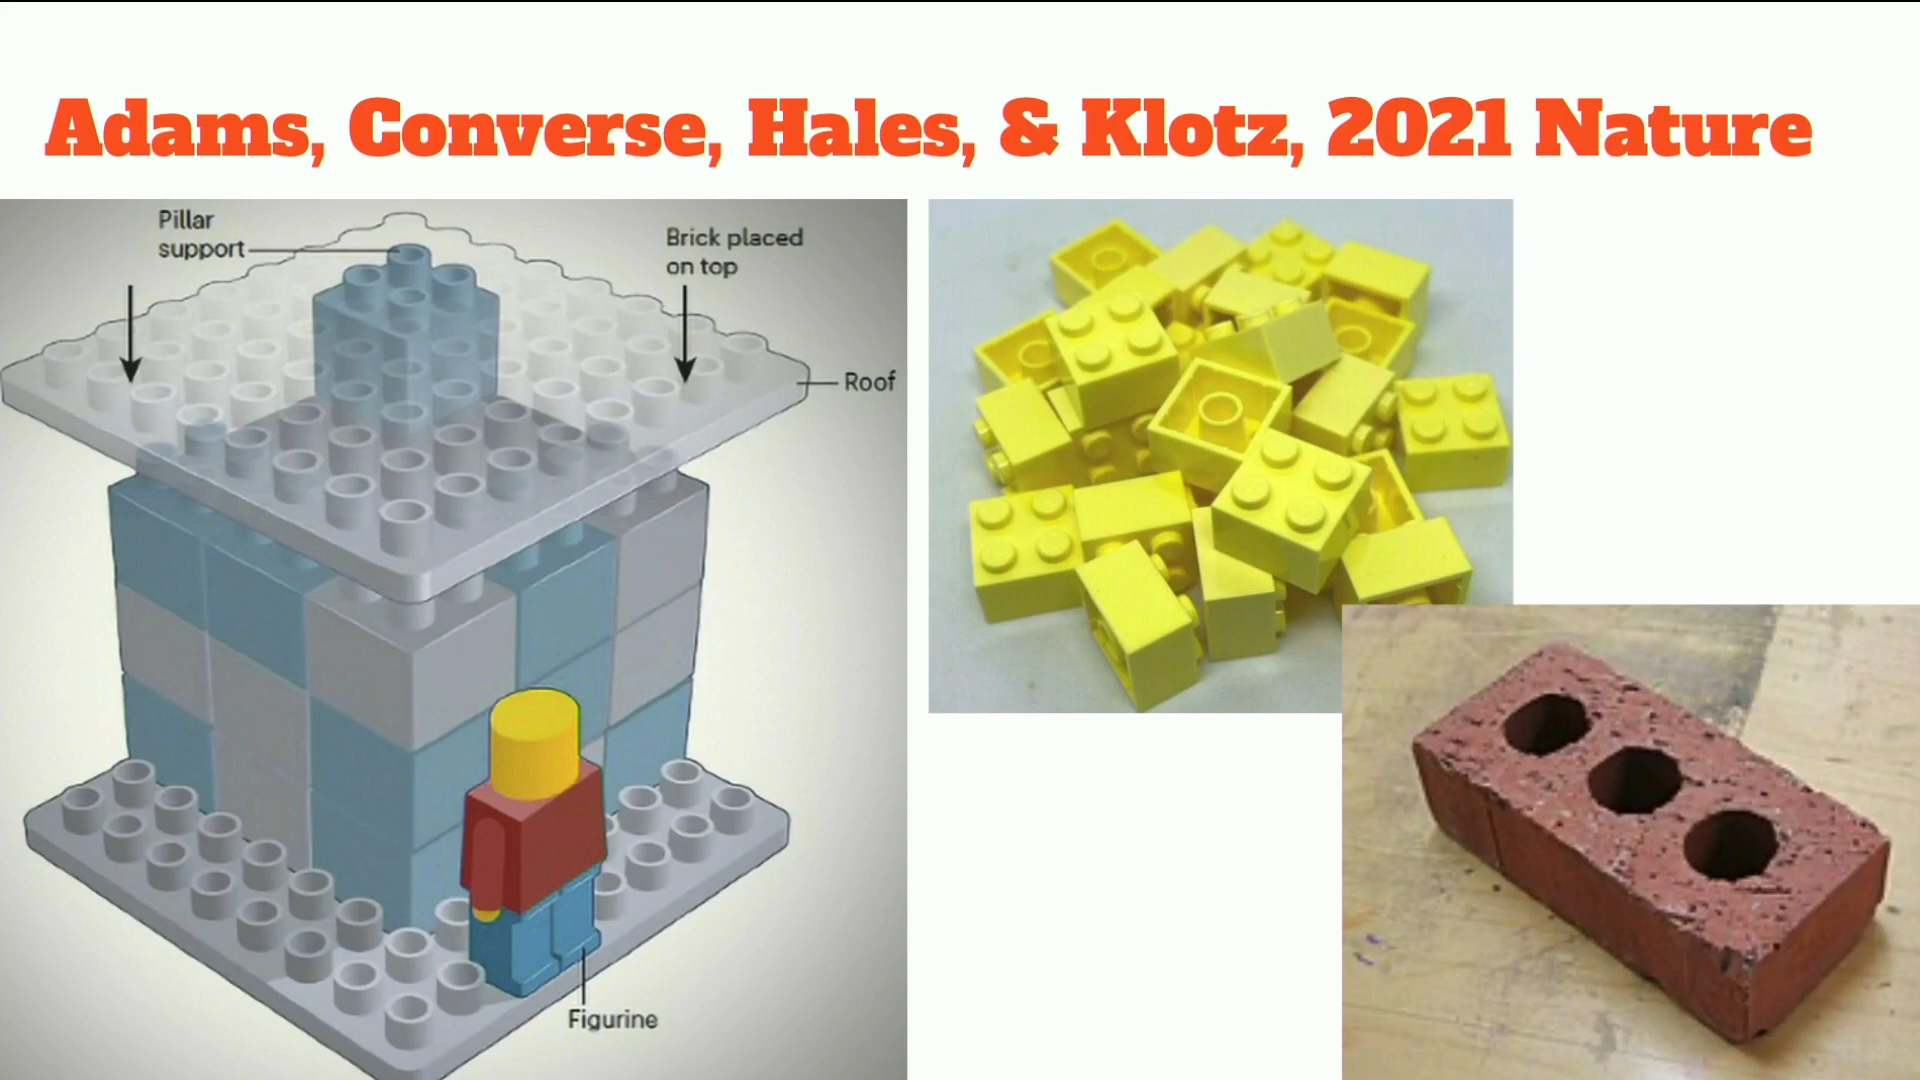 Adams, Converse, Hales, & Klotz, 2021 Nature
Pillar
support
Brick placed
on top
Roof
Figurine